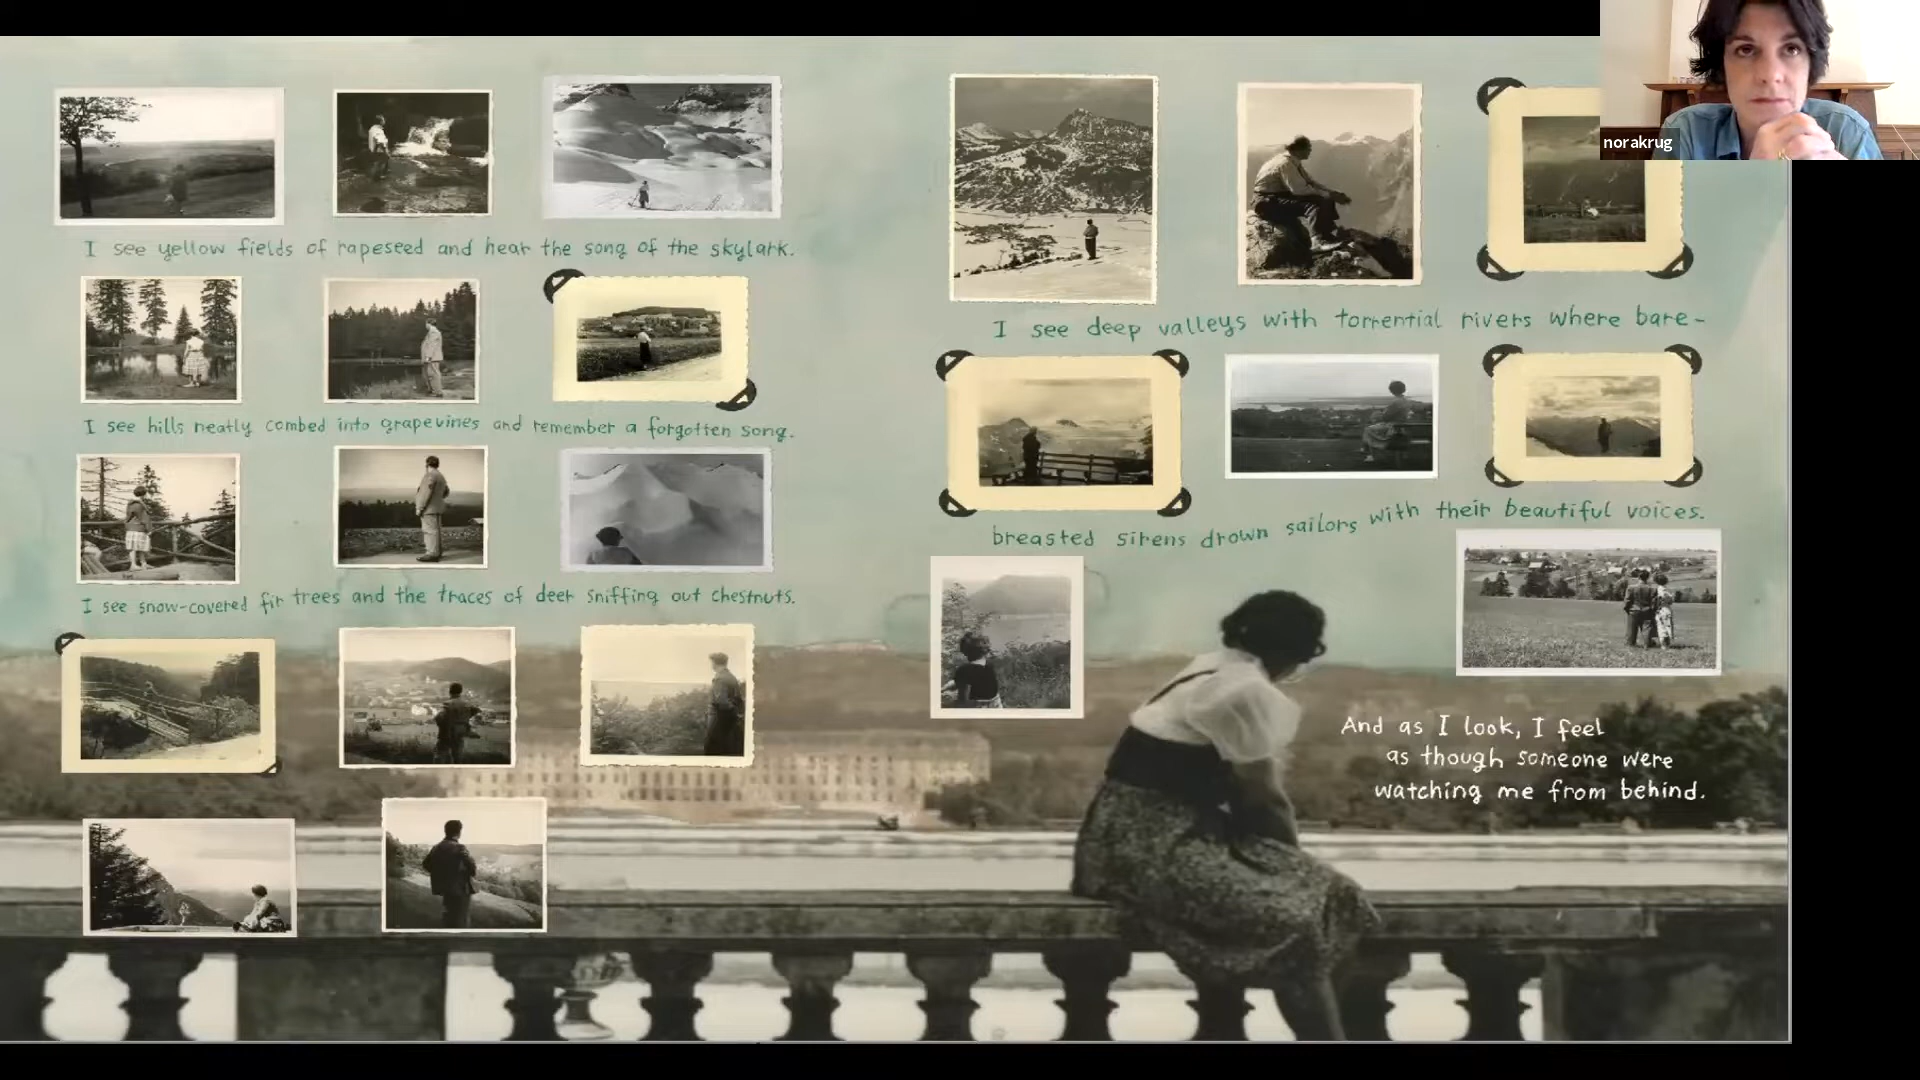 I see yellow fields of rapeseed and hear the song of the skylark.
I see hills neatly combed into grapevines and remember a forgotten song.
I see snow-covered fir trees and the traces of deer sniffing out chestnuts.
I see deep valleys with torrential rivers where bare-
breasted sirens drown sailors with their beautiful voices.
And as I look, I feel
as though someone were
watching me from behind.
norakrug